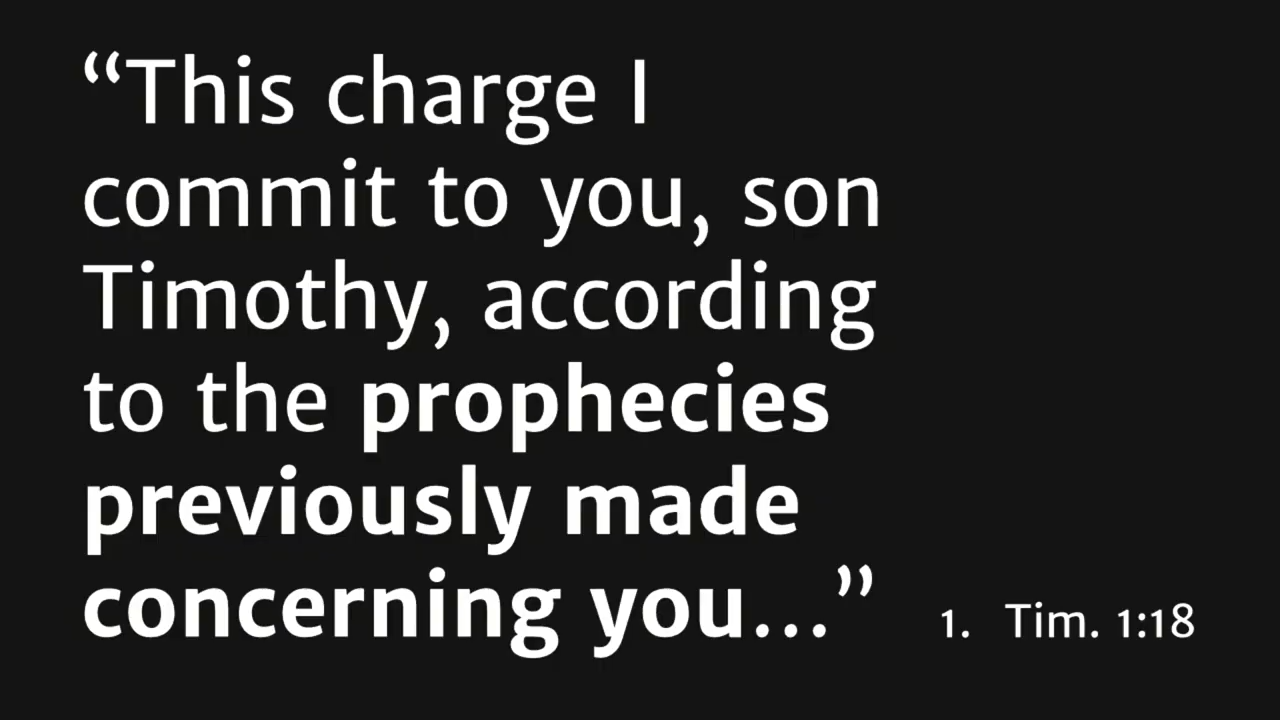 “This charge I
commit to you, son
Timothy, according
to the prophecies
previously made
concerning you...”
1. Tim. 1:18